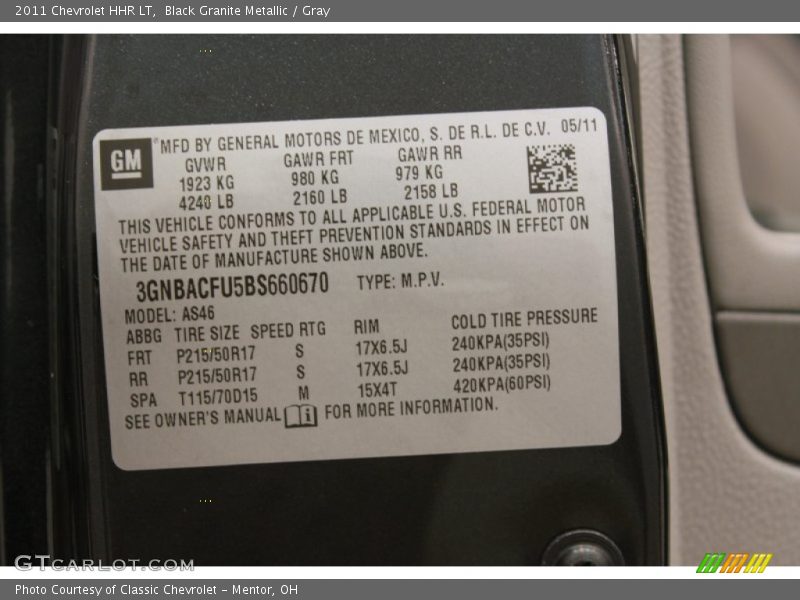 2011 Chevrolet HHR LT, Black Granite Metallic / Gray
GM
MFD BY GENERAL MOTORS DE MEXICO, S. DE R.L. DE C.V. 05/11
GVWR GAWR FRT GAWR RR
1923 KG 980 KG 979 KG
4240 LB 2160 LB 2158 LB
THIS VEHICLE CONFORMS TO ALL APPLICABLE U.S. FEDERAL MOTOR
VEHICLE SAFETY AND THEFT PREVENTION STANDARDS IN EFFECT ON
THE DATE OF MANUFACTURE SHOWN ABOVE.
3GNBACFU5BS660670 TYPE: M.P.V.
MODEL: AS46
ABBG TIRE SIZE SPEED RTG RIM COLD TIRE PRESSURE
FRT P215/50R17 S 17X6.5J 240KPA(35PSI)
RR P215/50R17 S 17X6.5J 240KPA(35PSI)
SPA T115/70D15 M 15X4T 420KPA(60PSI)
SEE OWNER'S MANUAL FOR MORE INFORMATION.
GTCARLOT.COM
Photo Courtesy of Classic Chevrolet - Mentor, OH